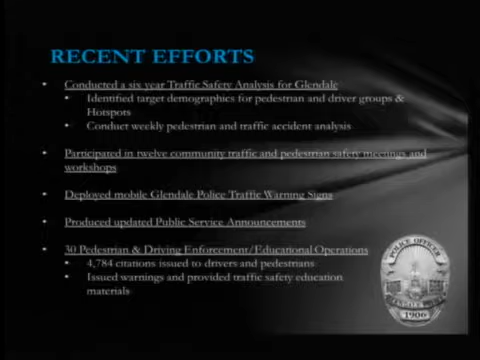 RECENT EFFORTS
• Conducted a six year Traffic Safety Analysis for Glendale
• Identified target demographics for pedestrian and driver groups &
Hotspots
• Conduct weekly pedestrian and traffic accident analysis
• Participated in twelve community traffic and pedestrian safety meetings and
workshops
• Deployed mobile Glendale Police Traffic Warning Signs
• Produced updated Public Service Announcements
• 30 Pedestrian & Driving Enforcement/Educational Operations
• 4,784 citations issued to drivers and pedestrians
• Issued warnings and provided traffic safety education
materials
POLICE OFFICER
1906